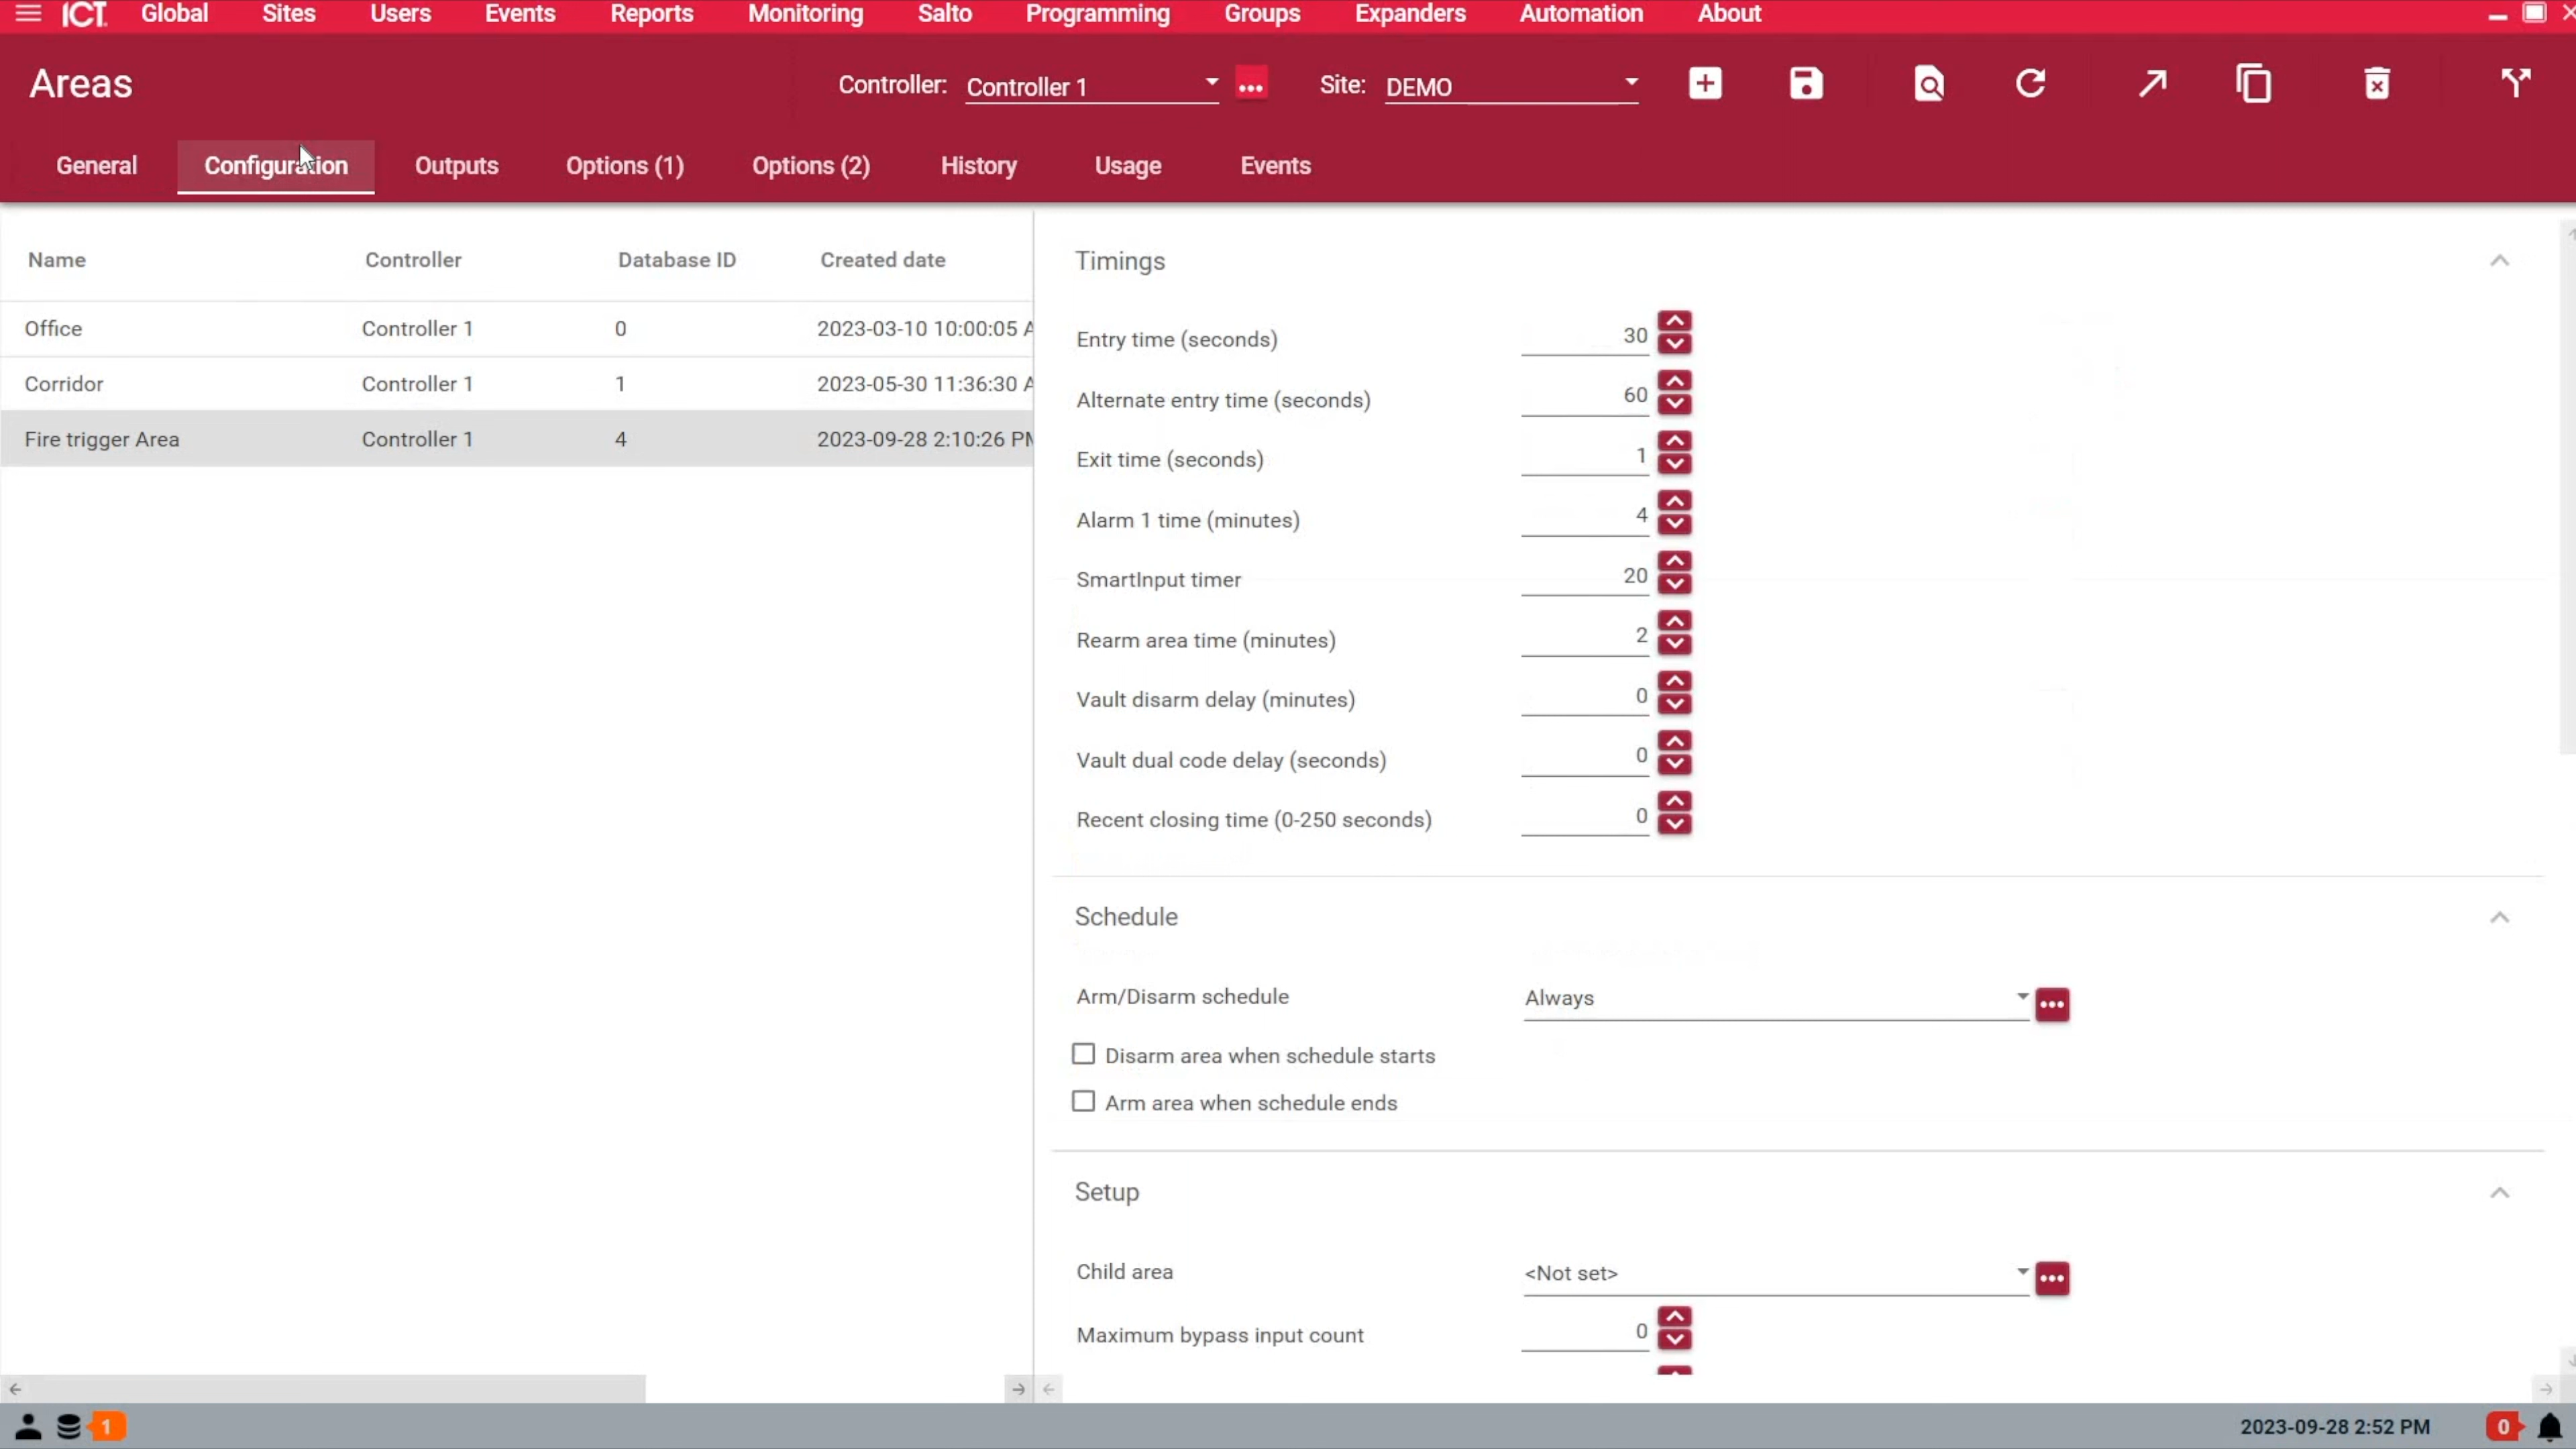 ICT. Global Sites Users Events Reports Monitoring Salto Programming Groups Expanders Automation About
Areas Controller: Controller 1 Site: DEMO
General Configuration Outputs Options (1) Options (2) History Usage Events
Name Controller Database ID Created date
Office Controller 1 0 2023-03-10 10:00:05 A
Corridor Controller 1 1 2023-05-30 11:36:30 A
Fire trigger Area Controller 1 4 2023-09-28 2:10:26 PM
Timings
Entry time (seconds) 30
Alternate entry time (seconds) 60
Exit time (seconds) 1
Alarm 1 time (minutes) 4
SmartInput timer 20
Rearm area time (minutes) 2
Vault disarm delay (minutes) 0
Vault dual code delay (seconds) 0
Recent closing time (0-250 seconds) 0
Schedule
Arm/Disarm schedule Always
Disarm area when schedule starts
Arm area when schedule ends
Setup
Child area <Not set>
Maximum bypass input count 0
1 2023-09-28 2:52 PM 0